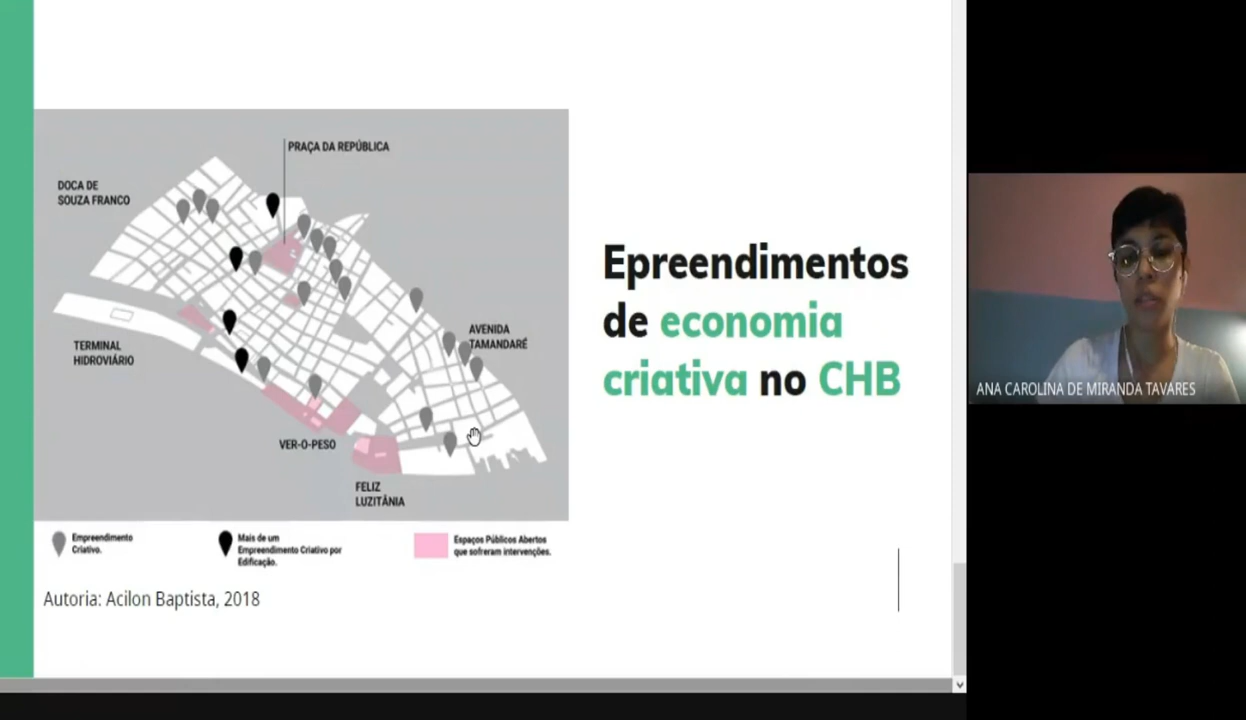 PRAÇA DA REPÚBLICA
DOCA DE
SOUZA FRANCO
AVENIDA
TAMANDARÉ
TERMINAL
HIDROVIÁRIO
VER-O-PESO
FELIZ
LUZITÂNIA
Empreendimento
Criativo.
Mais de um
Empreendimento Criativo por
Edificação.
Espaços Públicos Abertos
que sofreram intervenções.
Autoria: Acilon Baptista, 2018
Epreendimentos
de economia
criativa no CHB
ANA CAROLINA DE MIRANDA TAVARES